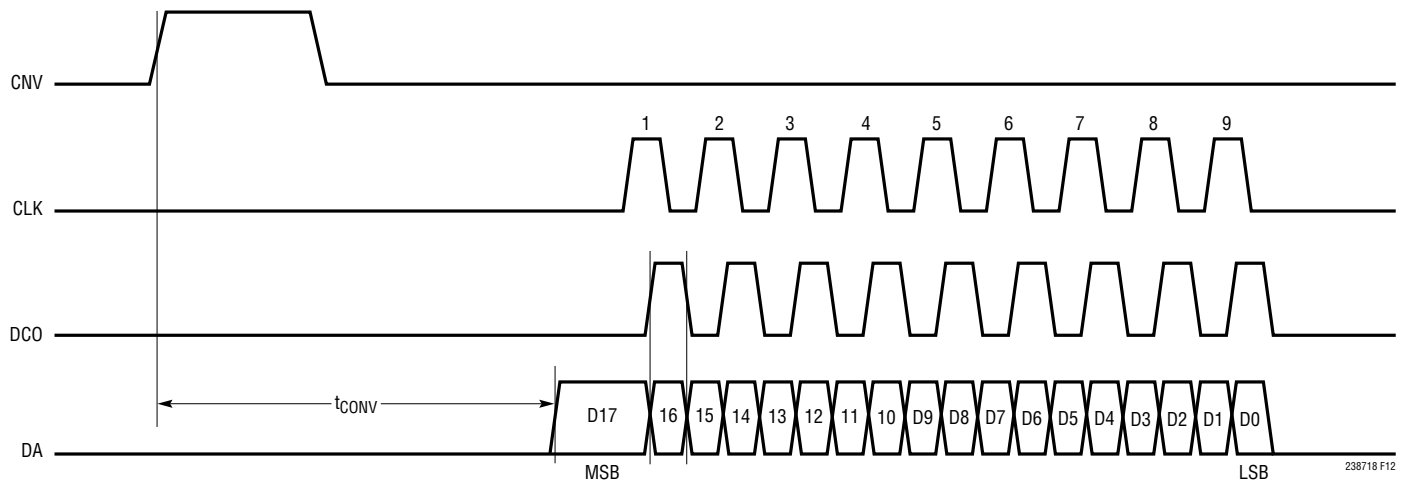 CNV
1 2 3 4 5 6 7 8 9
CLK
DCO
tCONV
D17 16 15 14 13 12 11 10 D9 D8 D7 D6 D5 D4 D3 D2 D1 D0
DA
MSB LSB
238718 F12